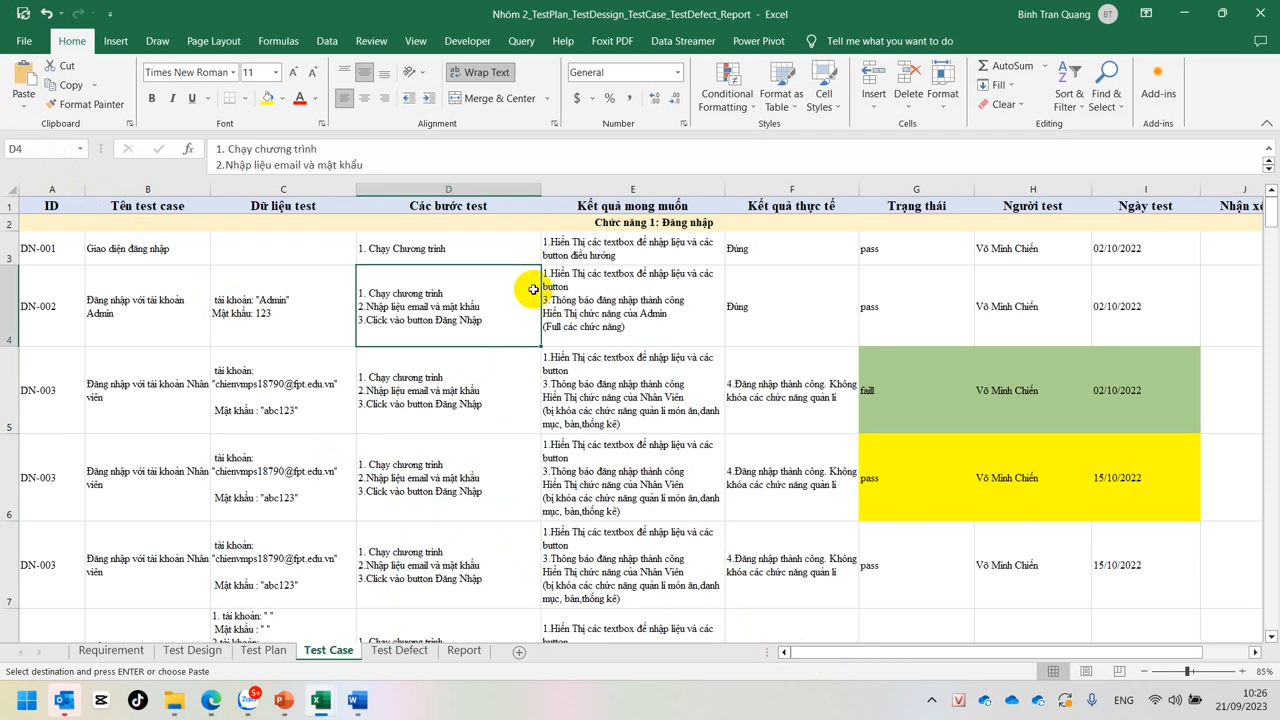 Nhóm 2_TestPlan_TestDessign_TestCase_TestDefect_Report - Excel
Binh Tran Quang
BT
File Home Insert Draw Page Layout Formulas Data Review View Developer Query Foxit PDF Data Streamer Power Pivot Tell me what you want to do
Cut
Copy
Format Painter
Paste
Clipboard
Times New Roman 11
B I U
Font
Wrap Text
Merge & Center
Alignment
General
$ % ,
Number
Conditional Formatting
Format as Table
Cell Styles
Styles
Insert Delete Format
Cells
AutoSum
Fill
Clear
Sort & Filter
Find & Select
Editing
Add-ins
Add-ins
D4
fx
1. Chạy chương trình
2.Nhập liệu email và mật khẩu
A B C D E F G H I J
1 ID Tên test case Dữ liệu test Các bước test Kết quả mong muốn Kết quả thực tế Trạng thái Người test Ngày test Nhận xé
2 Chức năng 1: Đăng nhập
3 DN-001 Giao diện đăng nhập
1. Chạy Chương trình
1.Hiển Thị các textbox để nhập liệu và các
button điều hướng
Đúng pass Võ Minh Chiến 02/10/2022
4 DN-002 Đăng nhập với tài khoản
Admin
tài khoản: "Admin"
Mật khẩu: 123
1. Chạy chương trình
2.Nhập liệu email và mật khẩu
3.Click vào button Đăng Nhập
1.Hiển Thị các textbox để nhập liệu và các
button
3.Thông báo đăng nhập thành công
Hiển Thị chức năng của Admin
(Full các chức năng)
Đúng pass Võ Minh Chiến 02/10/2022
5 DN-003 Đăng nhập với tài khoản Nhân
viên
tài khoản:
"chienvmps18790@fpt.edu.vn"
Mật khẩu : "abc123"
1. Chạy chương trình
2.Nhập liệu email và mật khẩu
3.Click vào button Đăng Nhập
1.Hiển Thị các textbox để nhập liệu và các
button
3.Thông báo đăng nhập thành công
Hiển Thị chức năng của Nhân Viên
(bị khóa các chức năng quản lí món ăn,danh
mục, bàn,thống kê)
4.Đăng nhập thành công. Không
khóa các chức năng quản lí
faill Võ Minh Chiến 02/10/2022
6 DN-003 Đăng nhập với tài khoản Nhân
viên
tài khoản:
"chienvmps18790@fpt.edu.vn"
Mật khẩu : "abc123"
1. Chạy chương trình
2.Nhập liệu email và mật khẩu
3.Click vào button Đăng Nhập
1.Hiển Thị các textbox để nhập liệu và các
button
3.Thông báo đăng nhập thành công
Hiển Thị chức năng của Nhân Viên
(bị khóa các chức năng quản lí món ăn,danh
mục, bàn,thống kê)
4.Đăng nhập thành công. Không
khóa các chức năng quản lí
pass Võ Minh Chiến 15/10/2022
7 DN-003 Đăng nhập với tài khoản Nhân
viên
tài khoản:
"chienvmps18790@fpt.edu.vn"
Mật khẩu : "abc123"
1. Chạy chương trình
2.Nhập liệu email và mật khẩu
3.Click vào button Đăng Nhập
1.Hiển Thị các textbox để nhập liệu và các
button
3.Thông báo đăng nhập thành công
Hiển Thị chức năng của Nhân Viên
(bị khóa các chức năng quản lí món ăn,danh
mục, bàn,thống kê)
4.Đăng nhập thành công. Không
khóa các chức năng quản lí
pass Võ Minh Chiến 15/10/2022
1. tài khoản: " "
Mật khẩu : " "
1. Chạy chương trình
1.Hiển Thị các textbox để nhập liệu và các
Requirement Test Design Test Plan Test Case Test Defect Report
Select destination and press ENTER or choose Paste
85%
Zalo 5+
ENG
10:26
21/09/2023